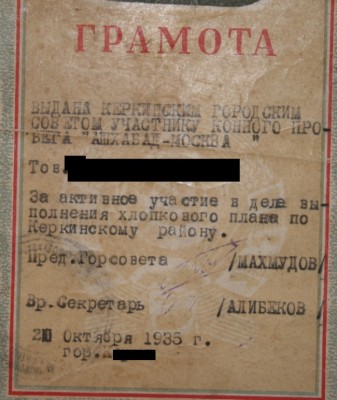 ГРАМОТА
ВЫДАНА КЕРКИНСКИМ ГОРОДСКИМ
СОВЕТОМ УЧАСТНИКУ КОННОГО ПРО-
БЕГА "АШХАБАД-МОСКВА "
Тов.
За активное участие в дела вы-
полнения хлопкового плана по
Керкинскому району.
Пред.Горсовета /МАХМУДОВ/
Вр.Секретарь /АЛИБЕКОВ /
Октября 1935 г.
гор.